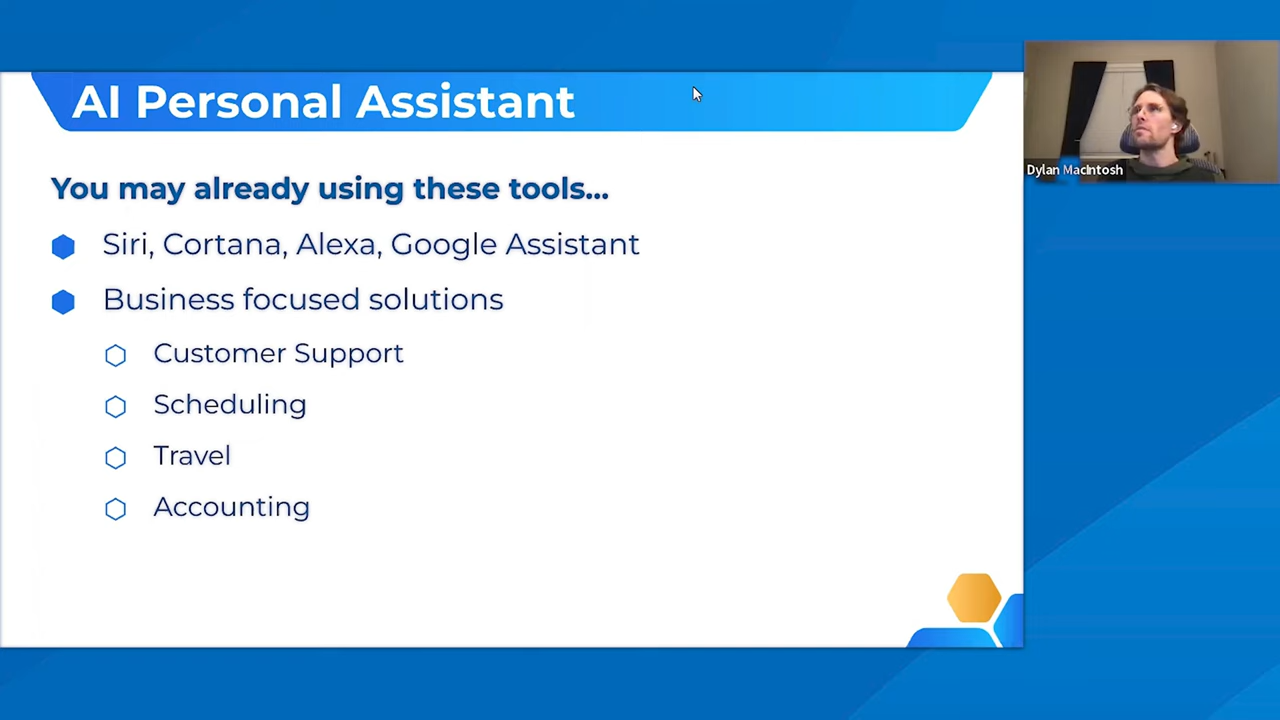 AI Personal Assistant
You may already using these tools...
Siri, Cortana, Alexa, Google Assistant
Business focused solutions
Customer Support
Scheduling
Travel
Accounting
Dylan MacIntosh